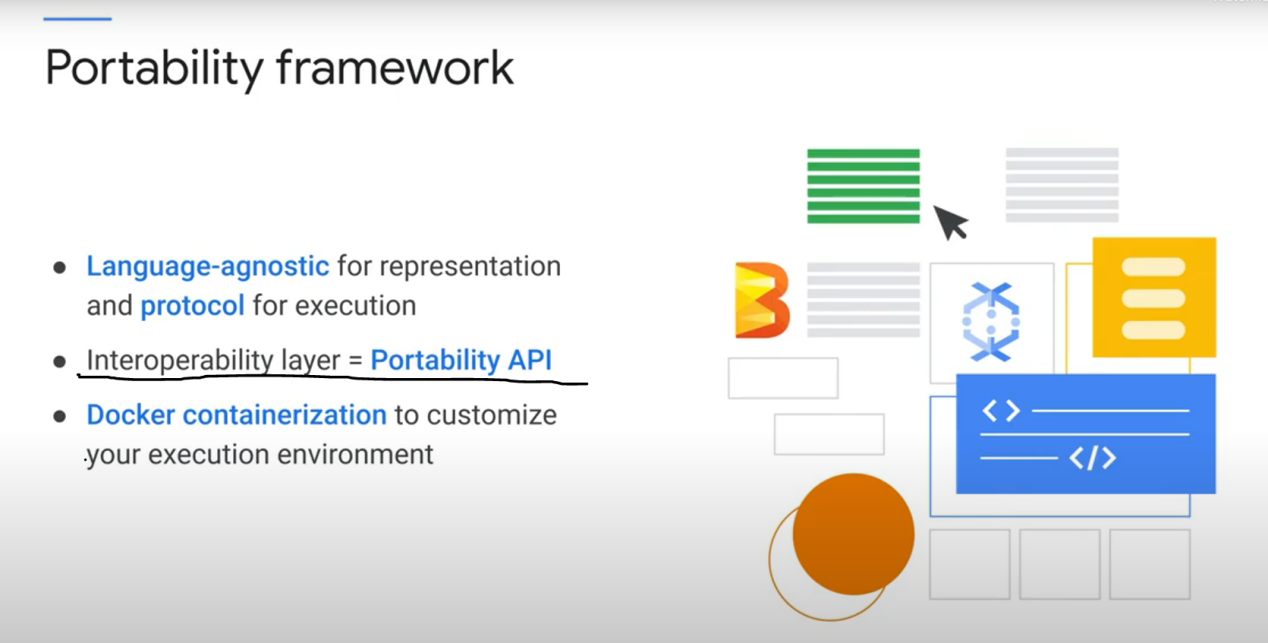 Portability framework
● Language-agnostic for representation
and protocol for execution
● Interoperability layer = Portability API
● Docker containerization to customize
your execution environment
<>
</>